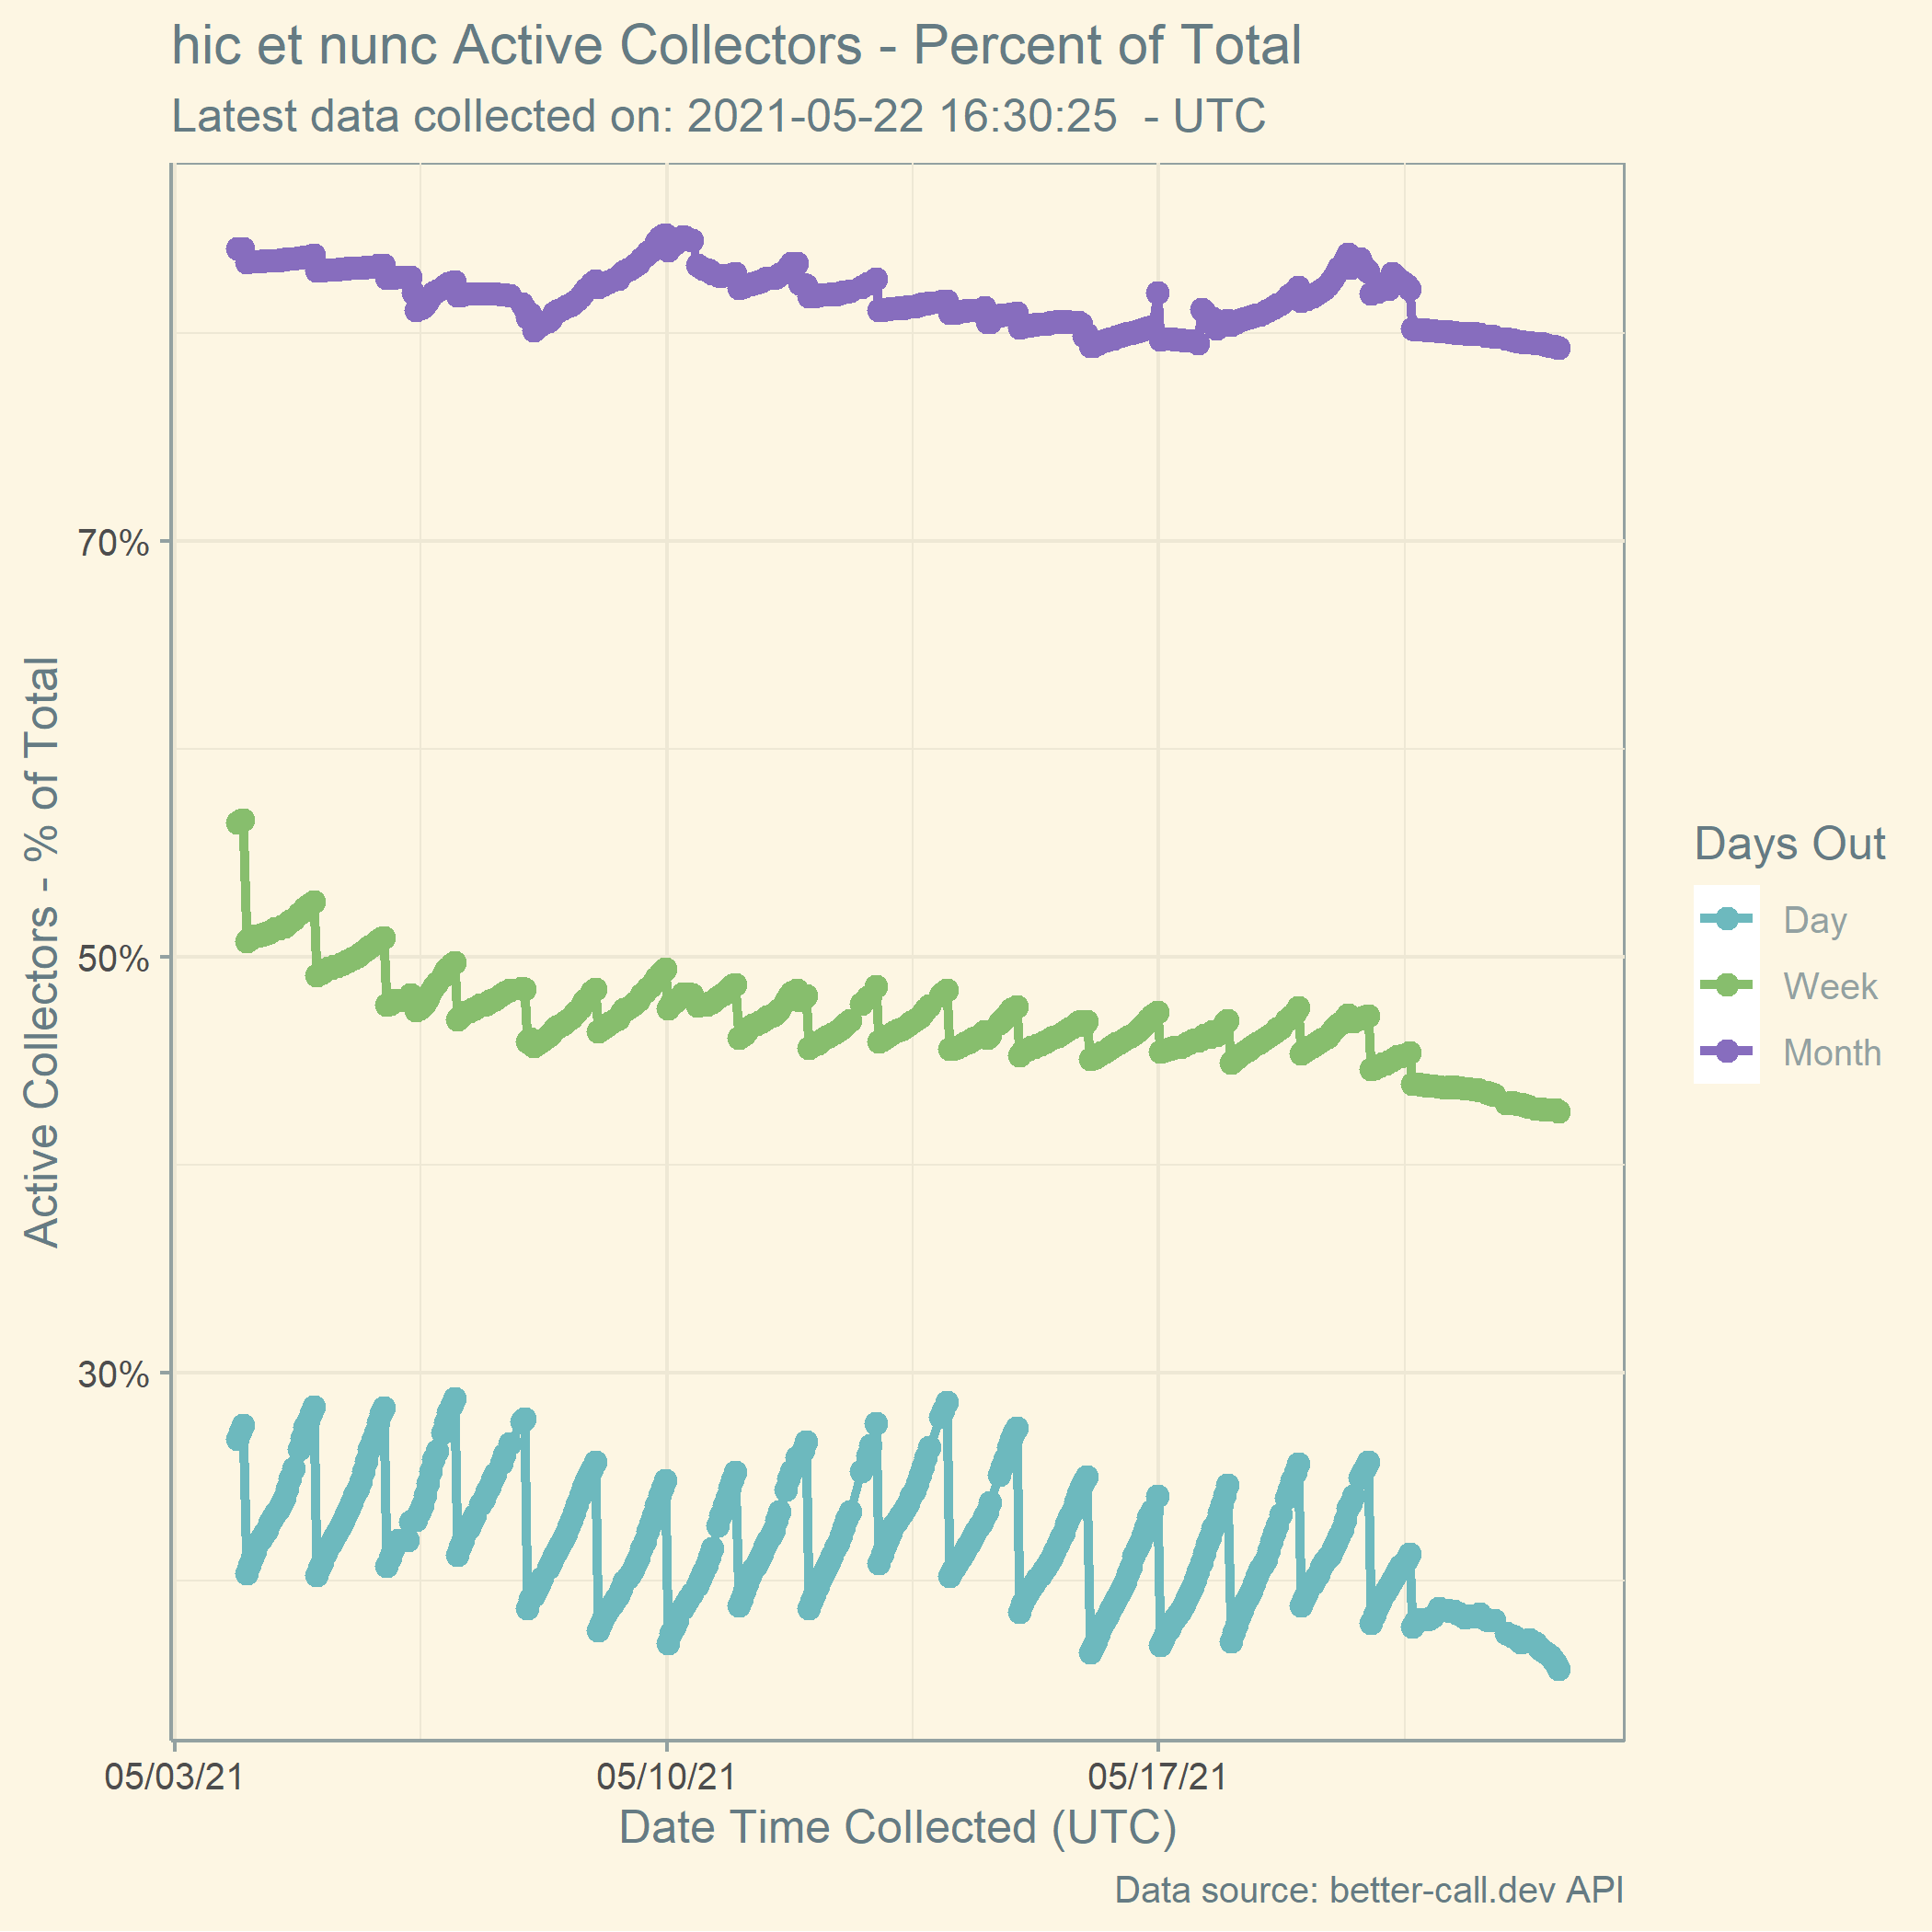 hic et nunc Active Collectors - Percent of Total
Latest data collected on: 2021-05-22 16:30:25  - UTC
Active Collectors - % of Total
70%
50%
30%
05/03/21
05/10/21
05/17/21
Date Time Collected (UTC)
Days Out
Day
Week
Month
Data source: better-call.dev API